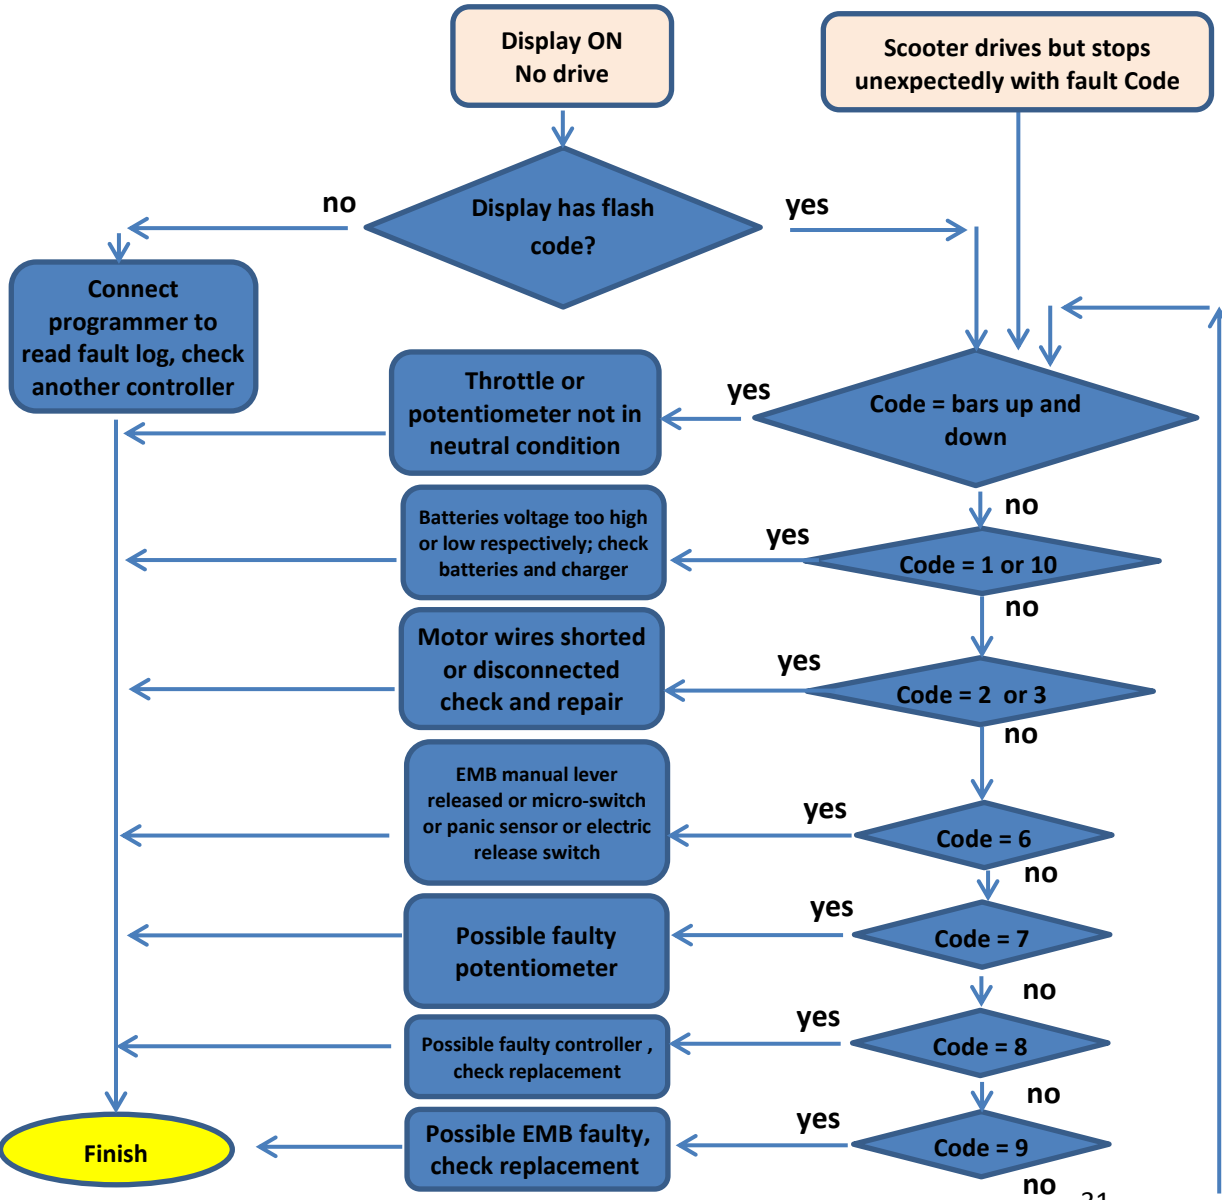 Display ON
No drive
Scooter drives but stops
unexpectedly with fault Code
no
Display has flash
code?
yes
Connect
programmer to
read fault log, check
another controller
Throttle or
potentiometer not in
neutral condition
yes
Code = bars up and
down
no
Batteries voltage too high
or low respectively; check
batteries and charger
yes
Code = 1 or 10
no
Motor wires shorted
or disconnected
check and repair
yes
Code = 2 or 3
no
EMB manual lever
released or micro-switch
or panic sensor or electric
release switch
yes
Code = 6
no
Possible faulty
potentiometer
yes
Code = 7
no
Possible faulty controller ,
check replacement
yes
Code = 8
no
Finish
Possible EMB faulty,
check replacement
yes
Code = 9
no